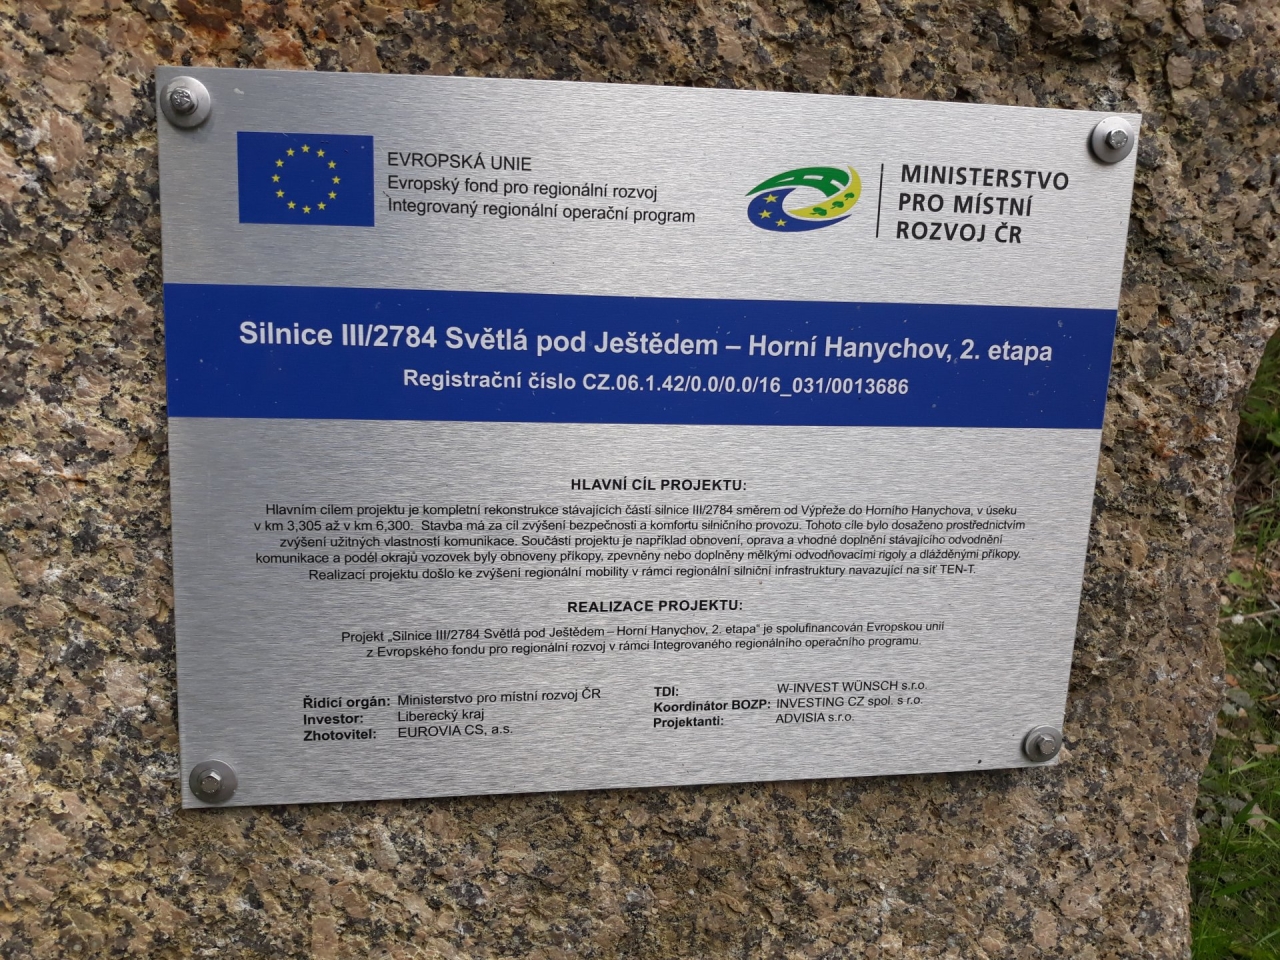 EVROPSKÁ UNIE
Evropský fond pro regionální rozvoj
Integrovaný regionální operační program
MINISTERSTVO
PRO MÍSTNÍ
ROZVOJ ČR
Silnice III/2784 Světlá pod Ještědem – Horní Hanychov, 2. etapa
Registrační číslo CZ.06.1.42/0.0/0.0/16_031/0013686
HLAVNÍ CÍL PROJEKTU:
Hlavním cílem projektu je kompletní rekonstrukce stávajících částí silnice III/2784 směrem od Výpřeže do Horního Hanychova, v úseku
v km 3,305 až v km 6,300. Stavba má za cíl zvýšení bezpečnosti a komfortu silničního provozu. Tohoto cíle bylo dosaženo prostřednictvím
zvýšení užitných vlastností komunikace. Součástí projektu je například obnovení, oprava a vhodné doplnění stávajícího odvodnění
komunikace a podél okrajů vozovek byly obnoveny příkopy, zpevněny nebo doplněny mělkými odvodňovacími rigoly a dlážděnými příkopy.
Realizací projektu došlo ke zvýšení regionální mobility v rámci regionální silniční infrastruktury navazující na síť TEN-T.
REALIZACE PROJEKTU:
Projekt „Silnice III/2784 Světlá pod Ještědem – Horní Hanychov, 2. etapa“ je spolufinancován Evropskou unií
z Evropského fondu pro regionální rozvoj v rámci Integrovaného regionálního operačního programu.
Řídicí orgán: Ministerstvo pro místní rozvoj ČR
Investor: Liberecký kraj
Zhotovitel: EUROVIA CS, a.s.
TDI: W-INVEST WÜNSCH s.r.o.
Koordinátor BOZP: INVESTING CZ spol. s r.o.
Projektanti: ADVISIA s.r.o.